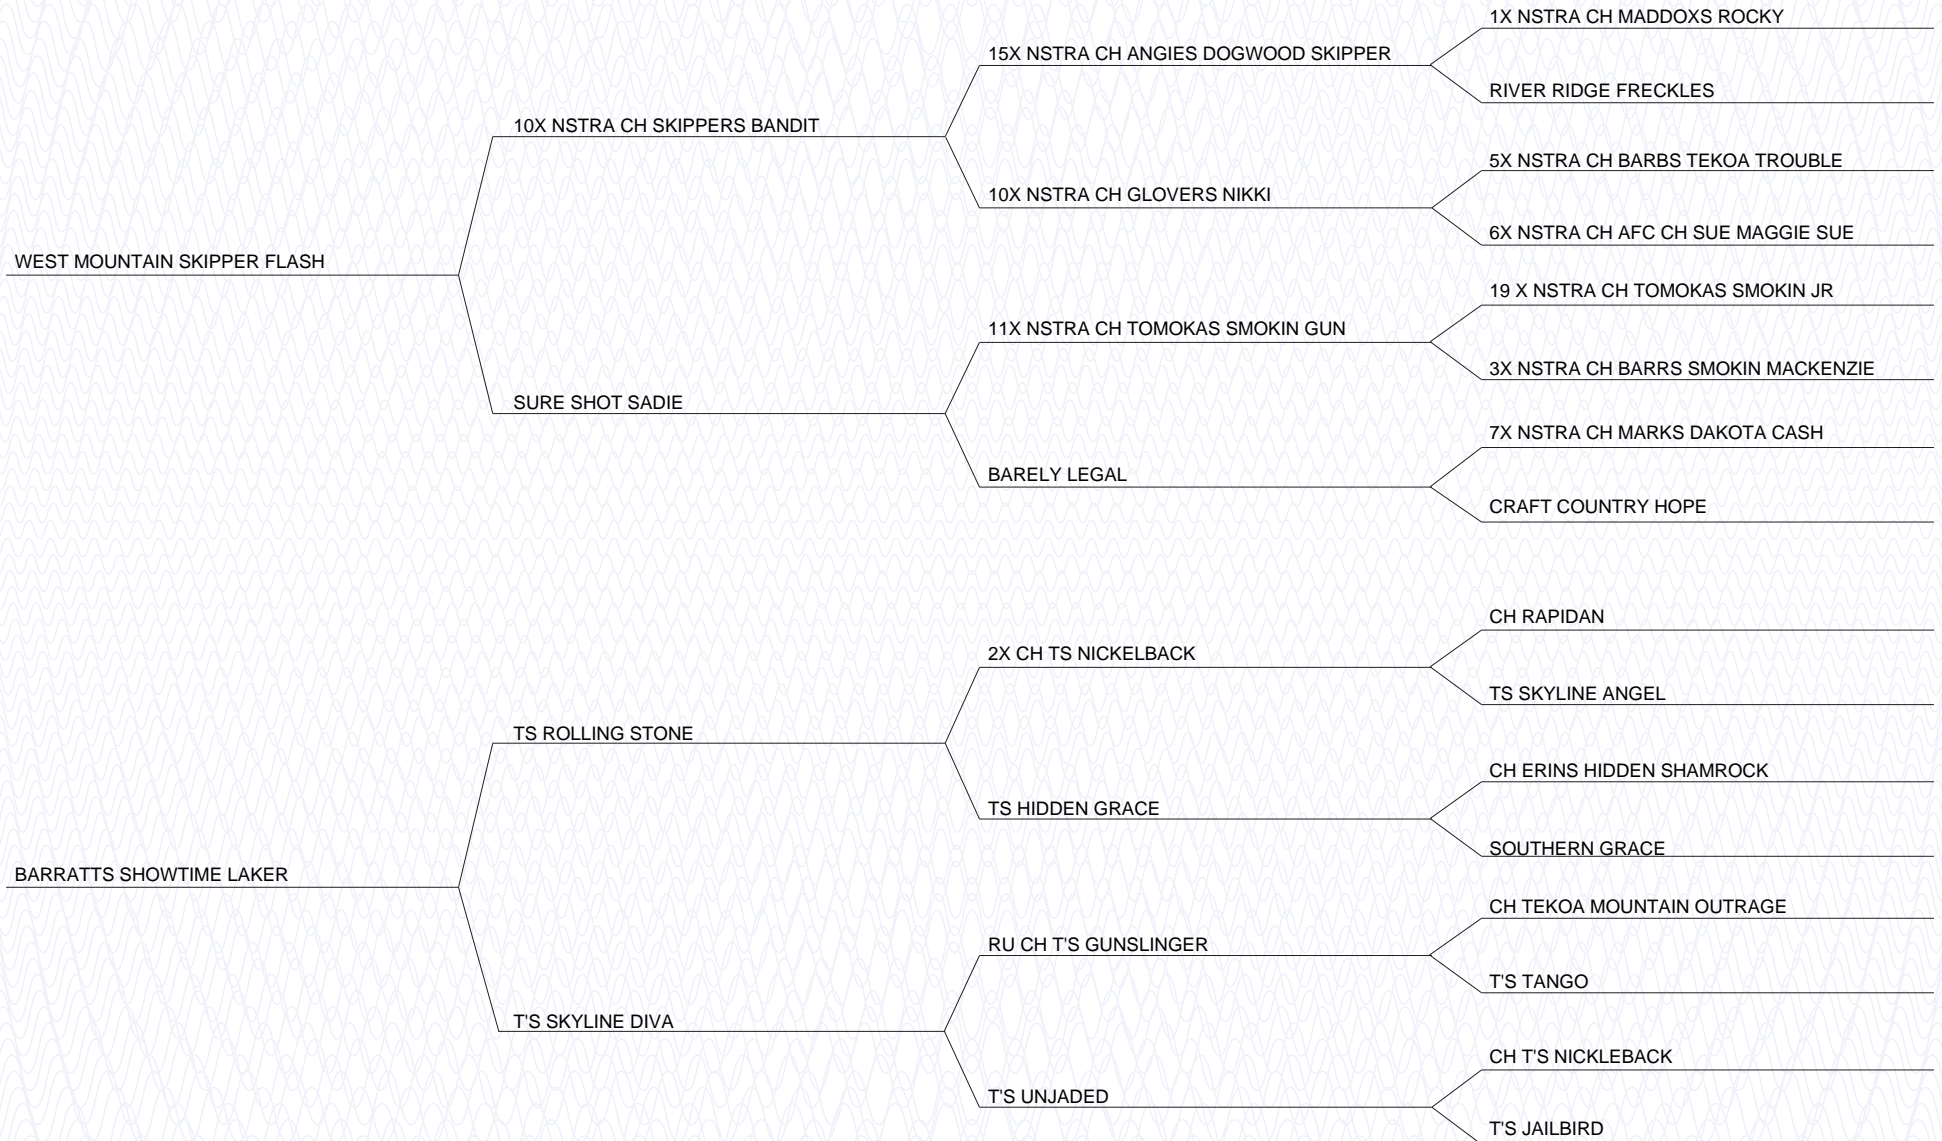 1X NSTRA CH MADDOXS ROCKY
15X NSTRA CH ANGIES DOGWOOD SKIPPER
RIVER RIDGE FRECKLES
10X NSTRA CH SKIPPERS BANDIT
5X NSTRA CH BARBS TEKOA TROUBLE
10X NSTRA CH GLOVERS NIKKI
6X NSTRA CH AFC CH SUE MAGGIE SUE
WEST MOUNTAIN SKIPPER FLASH
19 X NSTRA CH TOMOKAS SMOKIN JR
11X NSTRA CH TOMOKAS SMOKIN GUN
3X NSTRA CH BARRS SMOKIN MACKENZIE
SURE SHOT SADIE
7X NSTRA CH MARKS DAKOTA CASH
BARELY LEGAL
CRAFT COUNTRY HOPE
CH RAPIDAN
2X CH TS NICKELBACK
TS SKYLINE ANGEL
TS ROLLING STONE
CH ERINS HIDDEN SHAMROCK
TS HIDDEN GRACE
SOUTHERN GRACE
BARRATTS SHOWTIME LAKER
CH TEKOA MOUNTAIN OUTRAGE
RU CH T'S GUNSLINGER
T'S TANGO
T'S SKYLINE DIVA
CH T'S NICKLEBACK
T'S UNJADED
T'S JAILBIRD